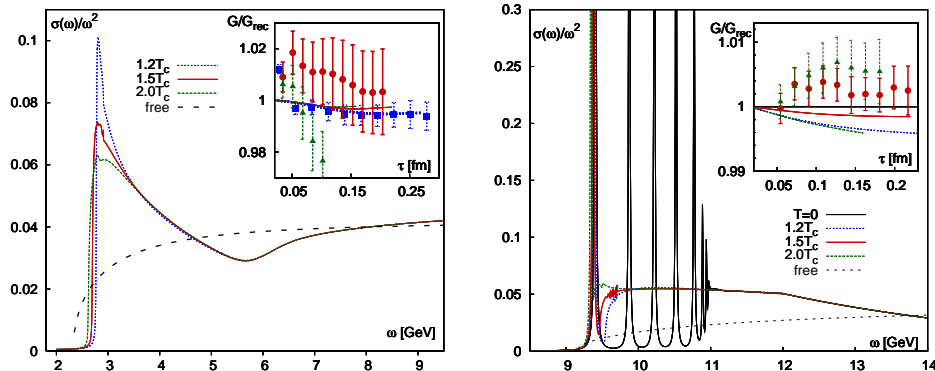 σ(ω)/ω²
1.2T_c
1.5T_c
2.0T_c
free
0.1
0.08
0.06
0.04
0.02
0
2 3 4 5 6 7 8 9
ω [GeV]
G/G_rec
1.02
1
0.98
τ [fm]
0.05 0.15 0.25
σ(ω)/ω²
0.3
0.25
0.2
0.15
0.1
0.05
0
9 10 11 12 13 14
ω [GeV]
T=0
1.2T_c
1.5T_c
2.0T_c
free
G/G_rec
1.01
1
0.99
τ [fm]
0.05 0.1 0.15 0.2